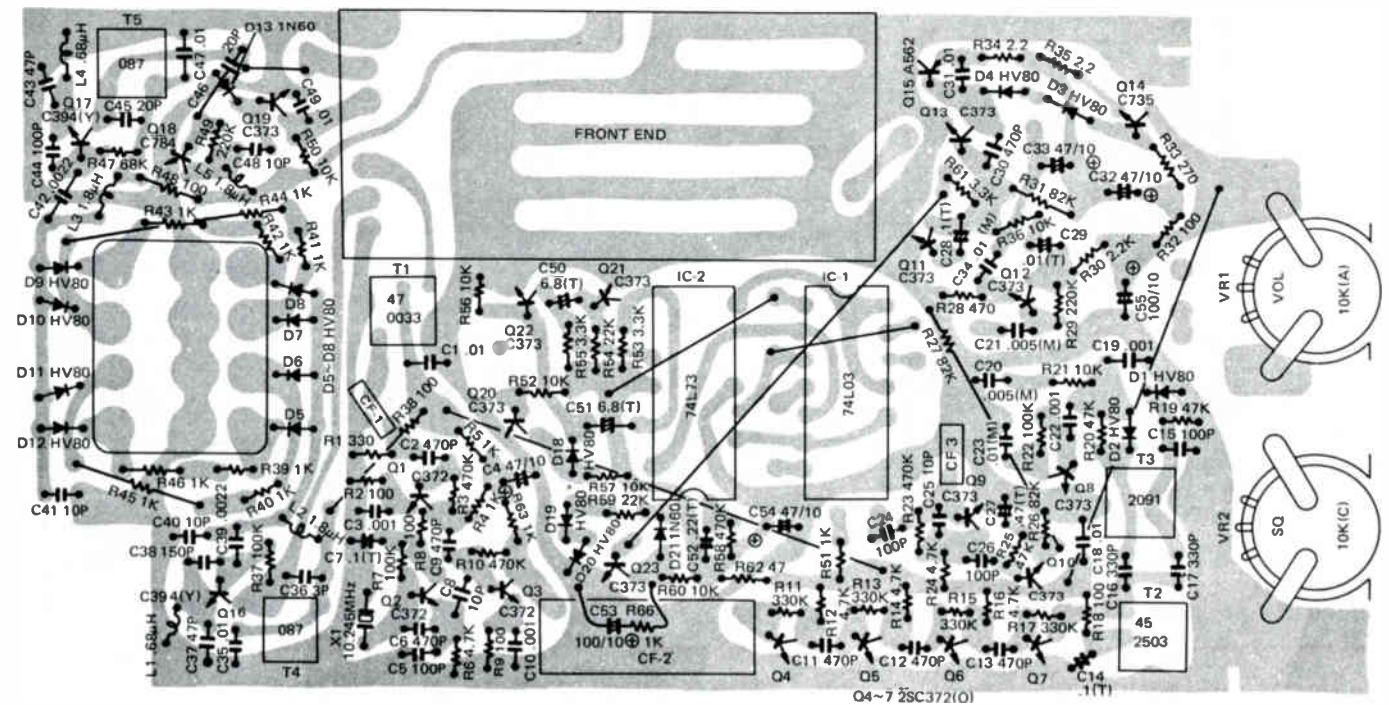 T5
087
L4 .68µH
C47 .01
D13 1N60
C46 20P
C43 47P
Q17
C394(Y)
C45 20P
Q18
C784
R49
220K
Q19
C373
C49 .01
C48 10P
R50 10K
C44 100P
R47 68K
R48 100
L5 1.8µH
C42 .0022
L3 1.8µH
R43 1K
R44 1K
R42 1K
R41 1K
D9 HV80
D10 HV80
D11 HV80
D12 HV80
D8
D7
D6
D5
D5~D8 HV80
R46 1K
R45 1K
R39 1K
R40 1K
C41 10P
C40 10P
C38 150P
C39 .0022
R37 100K
L2 1.8µH
C36 3P
C394(Y)
Q16
L1 .68µH
C37 47P
C35 .01
087
T4
FRONT END
T1
47
0033
C1 .01
CF-1
R38 100
R1 330
R2 100
C3 .001
C7 .1(T)
Q1
C2 470P
C372
R3 470K
R4 1K
R5 1K
C4 47/10
R63 1K
R8 100
C9 470P
R10 470K
R7
100K
X1
10.245MHz
Q2
C372
C8
10P
Q3
C372
C6 470P
C5 100P
R6 4.7K
R9 100
C10 .001
R56 10K
C50
6.8(T)
Q21
C373
Q22
C373
R55 3.3K
R54 22K
R53 3.3K
R52 10K
Q20
C373
C51 6.8(T)
D18
HV80
R57 10K
R59 22K
D19
HV80
D20 HV80
Q23
C373
D21 1N80
C52 .22(T)
R58 470K
R60 10K
R62 47
C53
100/10
R66
1K
CF-2
IC-2
74L73
IC-1
74L03
C54 47/10
R51 1K
C24
100P
R11
330K
R12
4.7K
R13
330K
R14 4.7K
R15
330K
R16
4.7K
R17 330K
Q4
C11 470P
Q5
C12 470P
Q6
C13 470P
Q7
C14
.1(T)
Q4~7 2SC372(O)
Q15 A562
C31 .01
R34 2.2
R35 2.2
D4 HV80
D3 HV80
Q14
C735
Q13
C373
C30 470P
C33 47/10
C32 47/10
R33 270
R61 3.3K
R31 82K
C28 .1(T)
R36 10K
C34 .01 (M)
C29
.01(T)
R30 2.2K
R32 100
Q11
C373
Q12
C373
R28 470
R29 220K
C55
100/10
C21 .005(M)
C19 .001
R27 82K
C20
.005(M)
R21 10K
D1 HV80
R19 47K
C15 100P
D2 HV80
R20 4.7K
C22 .001
R22 100K
C23
.01(M)
CF-3
R23 470K
C25 10P
Q9
C373
C27
.47(T)
R26 82K
R25
47K
Q8
C373
C26
100P
R24 4.7K
Q10
C373
C18 .01
R18 100
T3
2091
C16 330P
C17 330P
T2
45
2503
VR1
VOL
10K(A)
VR2
SQ
10K(C)